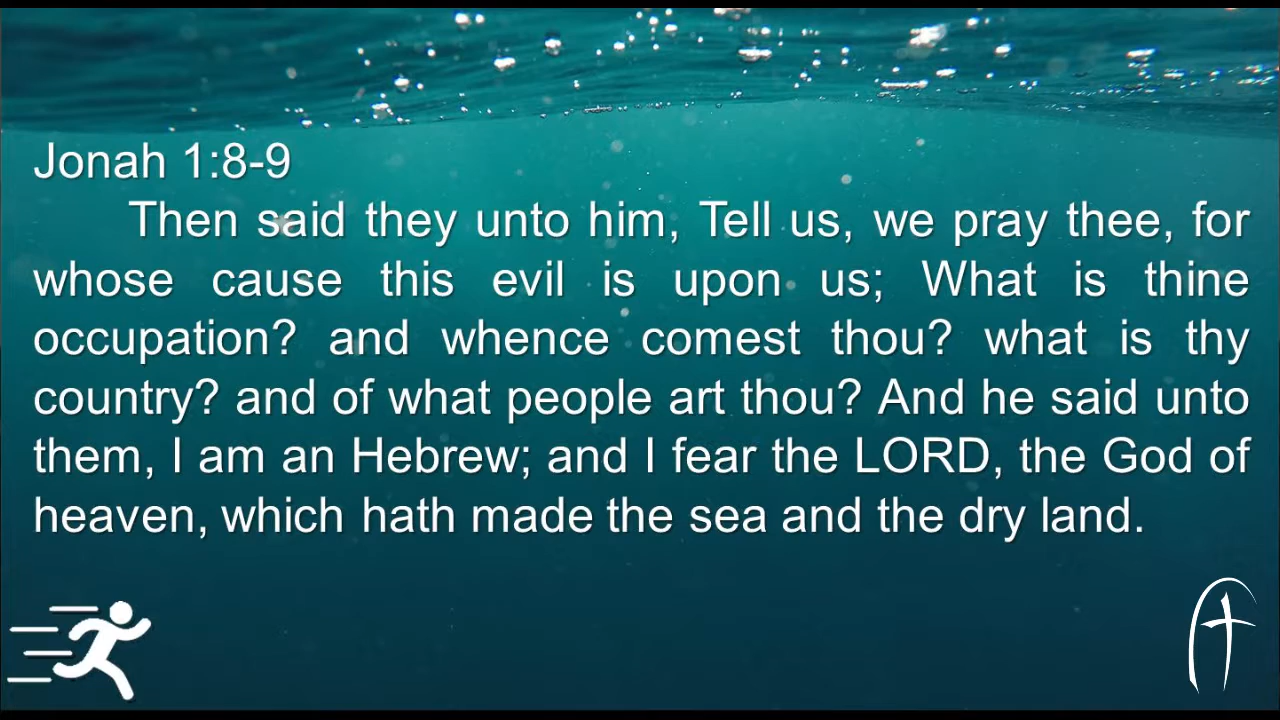 Jonah 1:8-9
Then said they unto him, Tell us, we pray thee, for
whose cause this evil is upon us; What is thine
occupation? and whence comest thou? what is thy
country? and of what people art thou? And he said unto
them, I am an Hebrew; and I fear the LORD, the God of
heaven, which hath made the sea and the dry land.